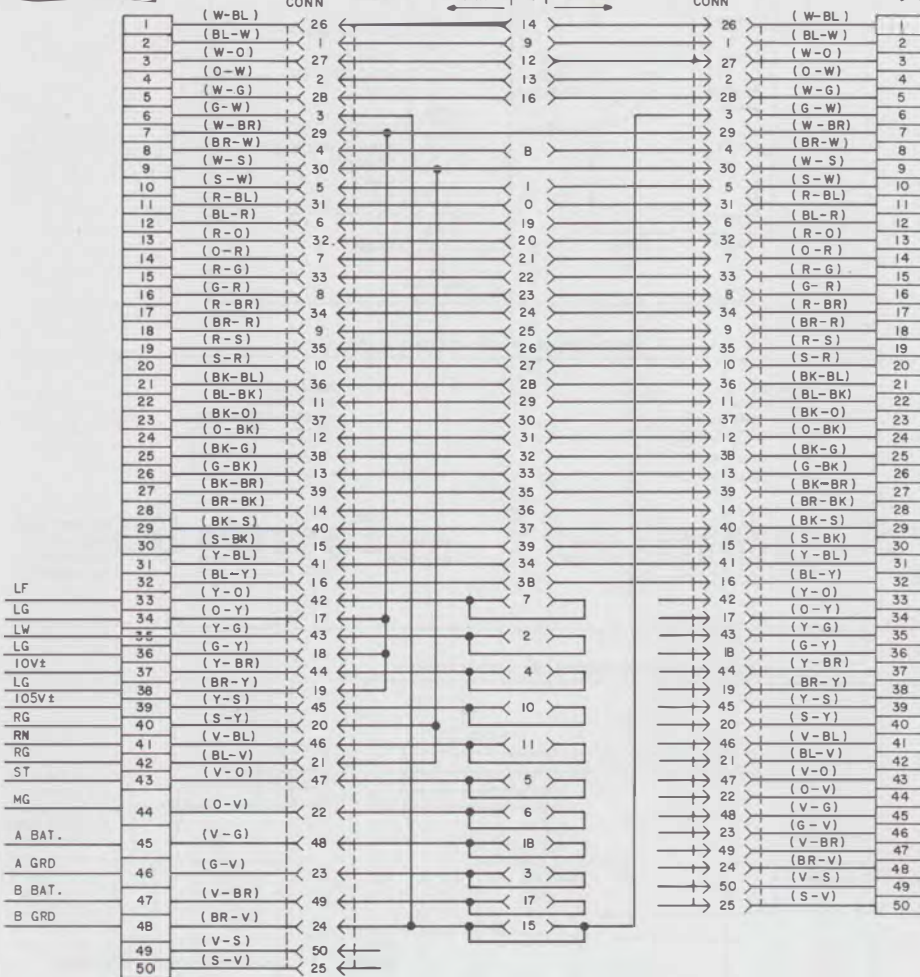 CONN CONN
1 (W-BL) 26 14 26 (W-BL) 1
2 (BL-W) 1 9 1 (BL-W) 2
3 (W-O) 27 12 27 (W-O) 3
4 (O-W) 2 13 2 (O-W) 4
5 (W-G) 2B 16 2B (W-G) 5
6 (G-W) 3 3 (G-W) 6
7 (W-BR) 29 29 (W-BR) 7
8 (BR-W) 4 B 4 (BR-W) 8
9 (W-S) 30 30 (W-S) 9
10 (S-W) 5 1 5 (S-W) 10
11 (R-BL) 31 0 31 (R-BL) 11
12 (BL-R) 6 19 6 (BL-R) 12
13 (R-O) 32 20 32 (R-O) 13
14 (O-R) 7 21 7 (O-R) 14
15 (R-G) 33 22 33 (R-G) 15
16 (G-R) 8 23 8 (G-R) 16
17 (R-BR) 34 24 34 (R-BR) 17
18 (BR-R) 9 25 9 (BR-R) 18
19 (R-S) 35 26 35 (R-S) 19
20 (S-R) 10 27 10 (S-R) 20
21 (BK-BL) 36 2B 36 (BK-BL) 21
22 (BL-BK) 11 29 11 (BL-BK) 22
23 (BK-O) 37 30 37 (BK-O) 23
24 (O-BK) 12 31 12 (O-BK) 24
25 (BK-G) 3B 32 3B (BK-G) 25
26 (G-BK) 13 33 13 (G-BK) 26
27 (BK-BR) 39 35 39 (BK-BR) 27
28 (BR-BK) 14 36 14 (BR-BK) 28
29 (BK-S) 40 37 40 (BK-S) 29
30 (S-BK) 15 39 15 (S-BK) 30
31 (Y-BL) 41 34 41 (Y-BL) 31
32 (BL-Y) 16 3B 16 (BL-Y) 32
LF 33 (Y-O) 42 7 42 (Y-O) 33
LG 34 (O-Y) 17 17 (O-Y) 34
LW 35 (Y-G) 43 2 43 (Y-G) 35
LG 36 (G-Y) 18 1B (G-Y) 36
10V± 37 (Y-BR) 44 4 44 (Y-BR) 37
LG 38 (BR-Y) 19 19 (BR-Y) 38
105V± 39 (Y-S) 45 10 45 (Y-S) 39
RG 40 (S-Y) 20 20 (S-Y) 40
RN 41 (V-BL) 46 11 46 (V-BL) 41
RG 42 (BL-V) 21 21 (BL-V) 42
ST 43 (V-O) 47 5 47 (V-O) 43
MG 44 (O-V) 22 6 22 (O-V) 44
A BAT. 45 (V-G) 48 1B 48 (V-G) 45
A GRD 46 (G-V) 23 3 23 (G-V) 46
B BAT. 47 (V-BR) 49 17 49 (V-BR) 47
B GRD 48 (BR-V) 24 15 24 (BR-V) 48
49 (V-S) 50 50 (V-S) 49
50 (S-V) 25 25 (S-V) 50